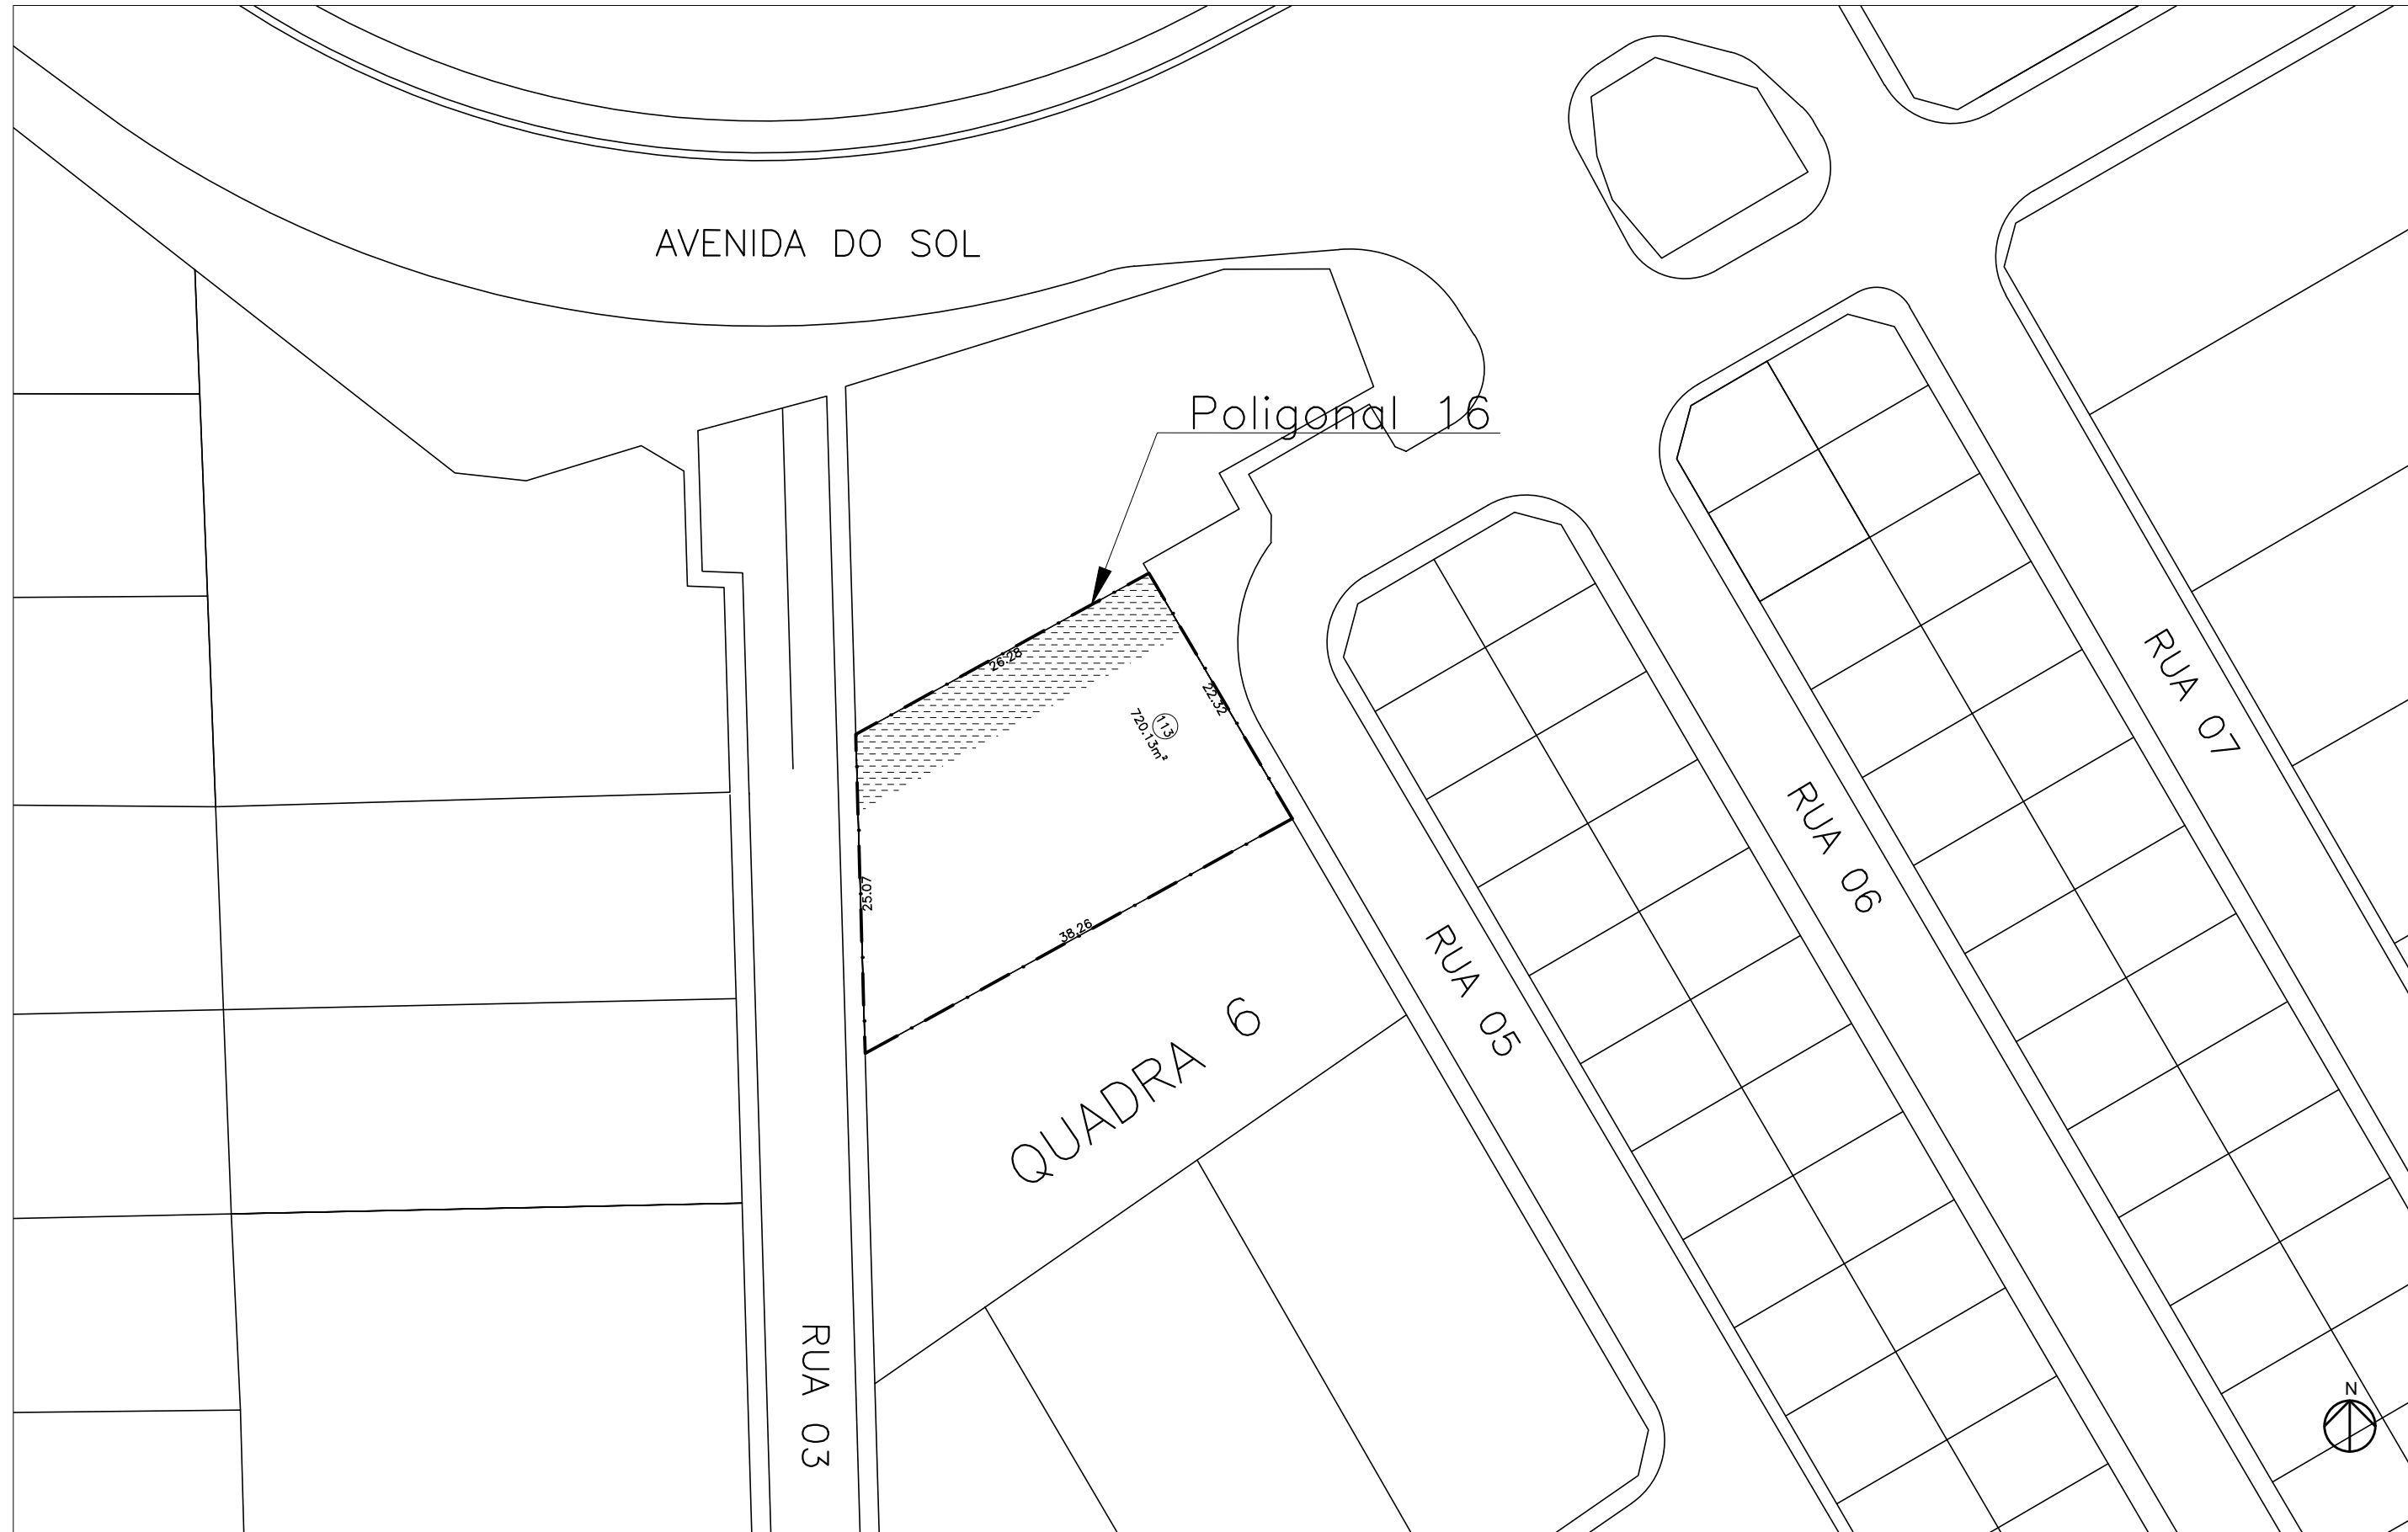 AVENIDA DO SOL
Poligonal 16
26.28
22.32
113
720.13m²
25.07
38.26
QUADRA 6
RUA 03
RUA 05
RUA 06
RUA 07
N